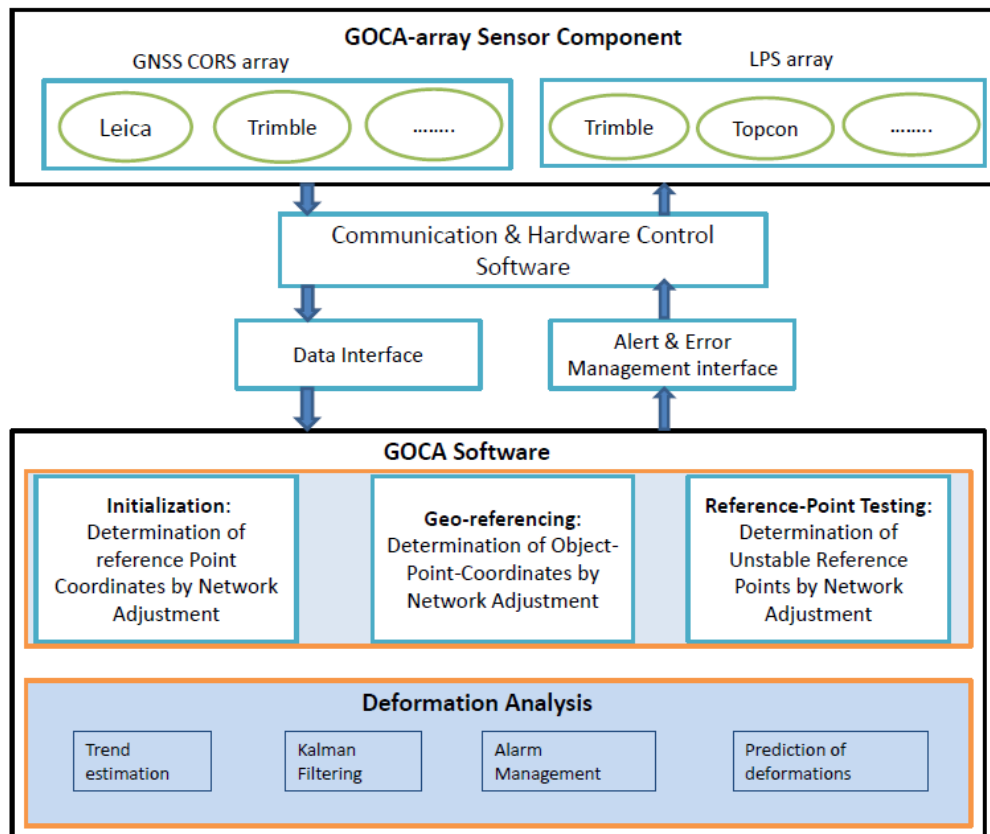 GOCA-array Sensor Component
GNSS CORS array
LPS array
Leica
Trimble
........
Trimble
Topcon
........
Communication & Hardware Control
Software
Data Interface
Alert & Error
Management interface
GOCA Software
Initialization:
Determination of
reference Point
Coordinates by Network
Adjustment
Geo-referencing:
Determination of Object-
Point-Coordinates by
Network Adjustment
Reference-Point Testing:
Determination of
Unstable Reference
Points by Network
Adjustment
Deformation Analysis
Trend
estimation
Kalman
Filtering
Alarm
Management
Prediction of
deformations